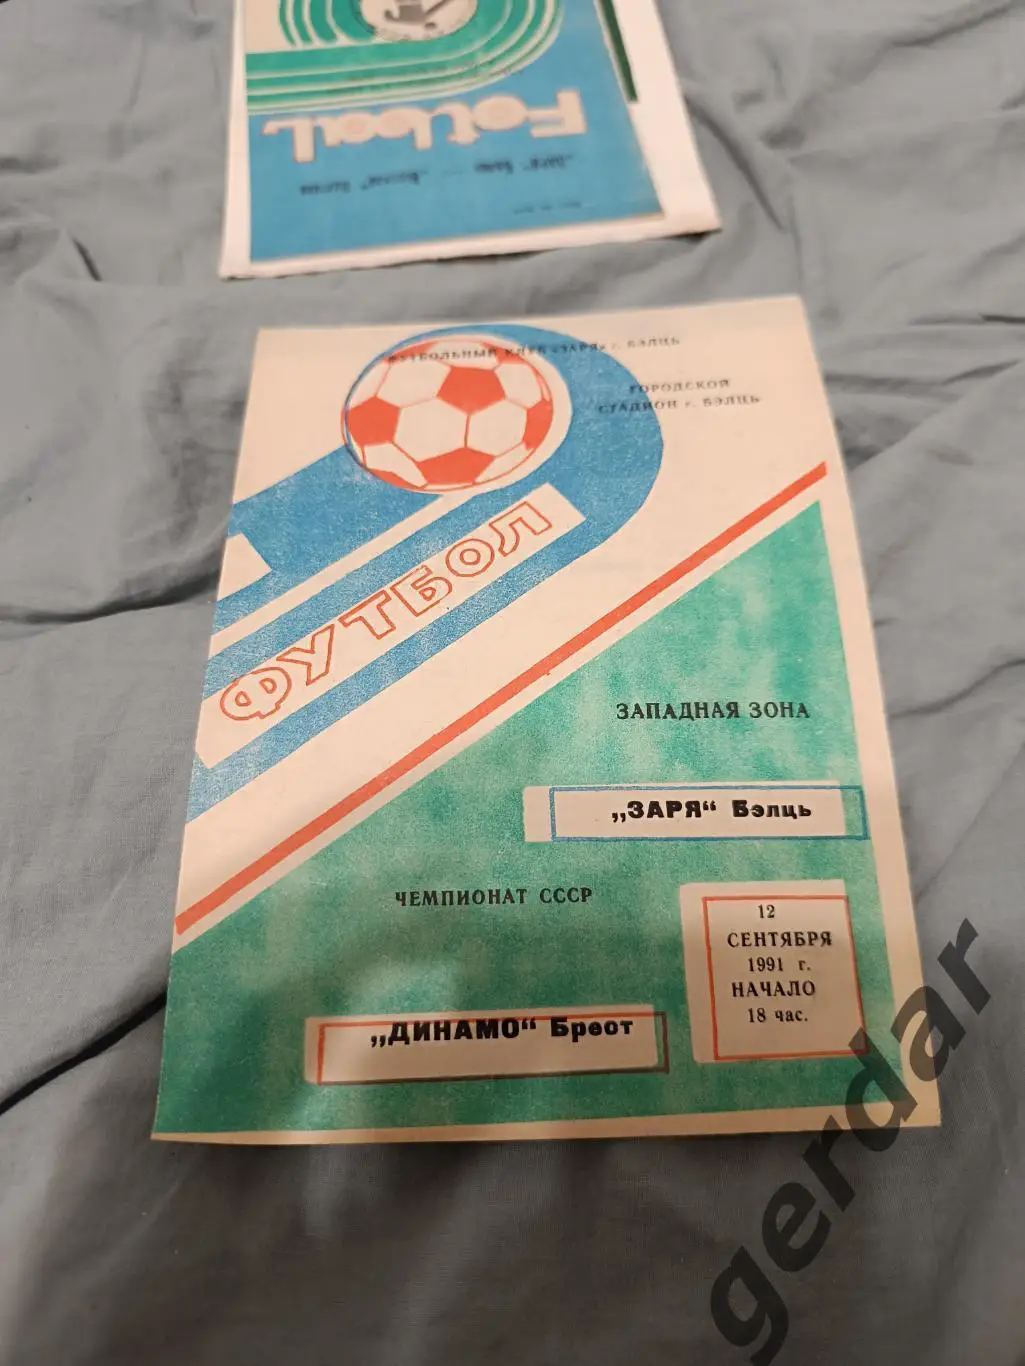 Fotbal
ФУТБОЛЬНЫЙ КЛУБ «ЗАРЯ» г. БЭЛЦЬ
ГОРОДСКОЙ
СТАДИОН г. БЭЛЦЬ
ФУТБОЛ
ЗАПАДНАЯ ЗОНА
„ЗАРЯ“ Бэлць
ЧЕМПИОНАТ СССР
12
СЕНТЯБРЯ
1991 г.
НАЧАЛО
18 час.
„ДИНАМО“ Брест
gerdar